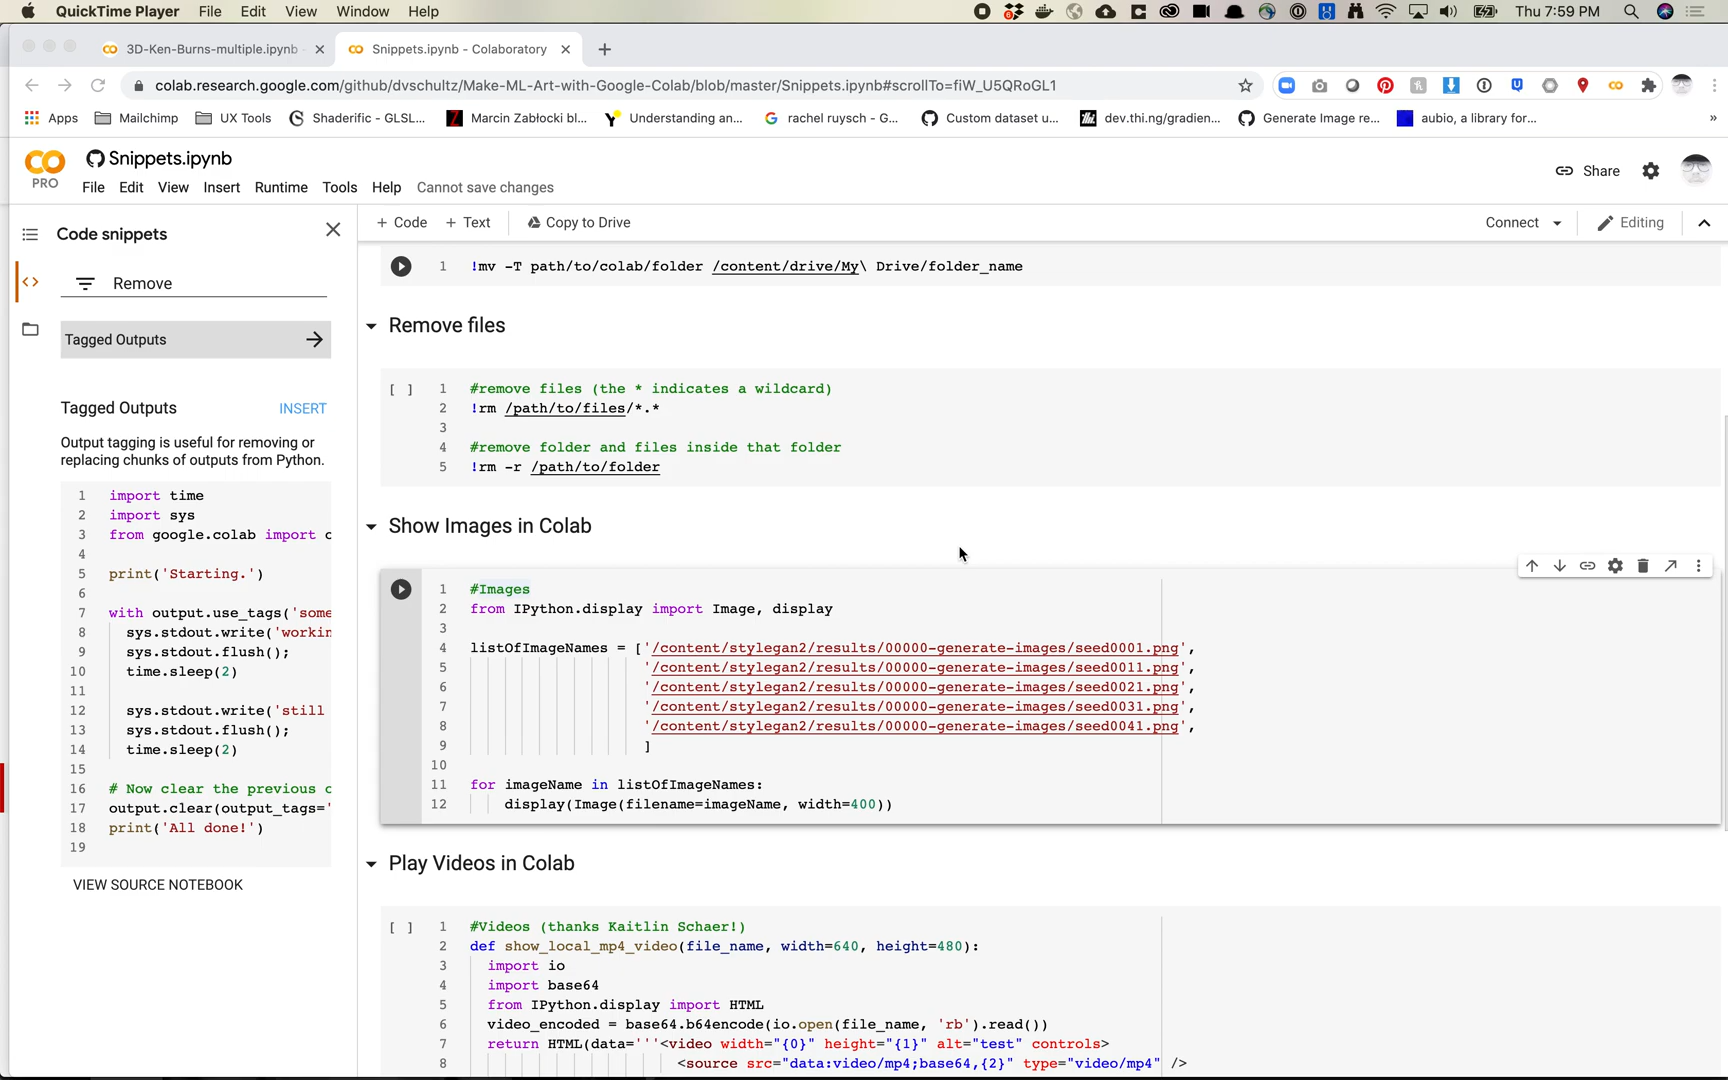 QuickTime Player File Edit View Window Help Thu 7:59 PM
3D-Ken-Burns-multiple.ipynb - Snippets.ipynb - Colaboratory
colab.research.google.com/github/dvschultz/Make-ML-Art-with-Google-Colab/blob/master/Snippets.ipynb#scrollTo=fiW_U5QRoGL1
Apps Mailchimp UX Tools Shaderific - GLSL... Marcin Zabłocki bl... Understanding an... rachel ruysch - G... Custom dataset u... dev.thi.ng/gradien... Generate Image re... aubio, a library for... »
Snippets.ipynb
PRO
Share
File Edit View Insert Runtime Tools Help Cannot save changes
+ Code + Text Copy to Drive Connect Editing
Code snippets
Remove
Tagged Outputs
Tagged Outputs INSERT
Output tagging is useful for removing or
replacing chunks of outputs from Python.
1 import time
2 import sys
3 from google.colab import o
4
5 print('Starting.')
6
7 with output.use_tags('some
8 sys.stdout.write('workin
9 sys.stdout.flush();
10 time.sleep(2)
11
12 sys.stdout.write('still
13 sys.stdout.flush();
14 time.sleep(2)
15
16 # Now clear the previous o
17 output.clear(output_tags='
18 print('All done!')
19
VIEW SOURCE NOTEBOOK
1 !mv -T path/to/colab/folder /content/drive/My\ Drive/folder_name
Remove files
[ ] 1 #remove files (the * indicates a wildcard)
2 !rm /path/to/files/*.*
3
4 #remove folder and files inside that folder
5 !rm -r /path/to/folder
Show Images in Colab
1 #Images
2 from IPython.display import Image, display
3
4 listOfImageNames = ['/content/stylegan2/results/00000-generate-images/seed0001.png',
5 '/content/stylegan2/results/00000-generate-images/seed0011.png',
6 '/content/stylegan2/results/00000-generate-images/seed0021.png',
7 '/content/stylegan2/results/00000-generate-images/seed0031.png',
8 '/content/stylegan2/results/00000-generate-images/seed0041.png',
9 ]
10
11 for imageName in listOfImageNames:
12 display(Image(filename=imageName, width=400))
Play Videos in Colab
[ ] 1 #Videos (thanks Kaitlin Schaer!)
2 def show_local_mp4_video(file_name, width=640, height=480):
3 import io
4 import base64
5 from IPython.display import HTML
6 video_encoded = base64.b64encode(io.open(file_name, 'rb').read())
7 return HTML(data='''<video width="{0}" height="{1}" alt="test" controls>
8 <source src="data:video/mp4;base64,{2}" type="video/mp4" />